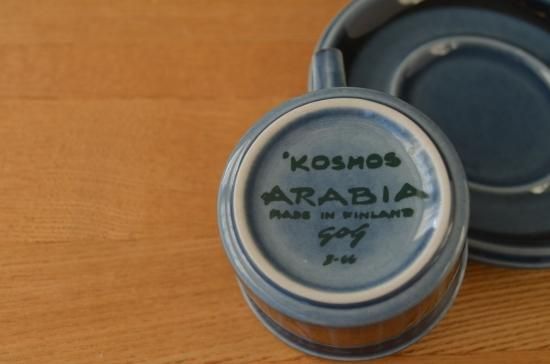 'KOSMOS
ARABIA
MADE IN FINLAND
GOG
3-66